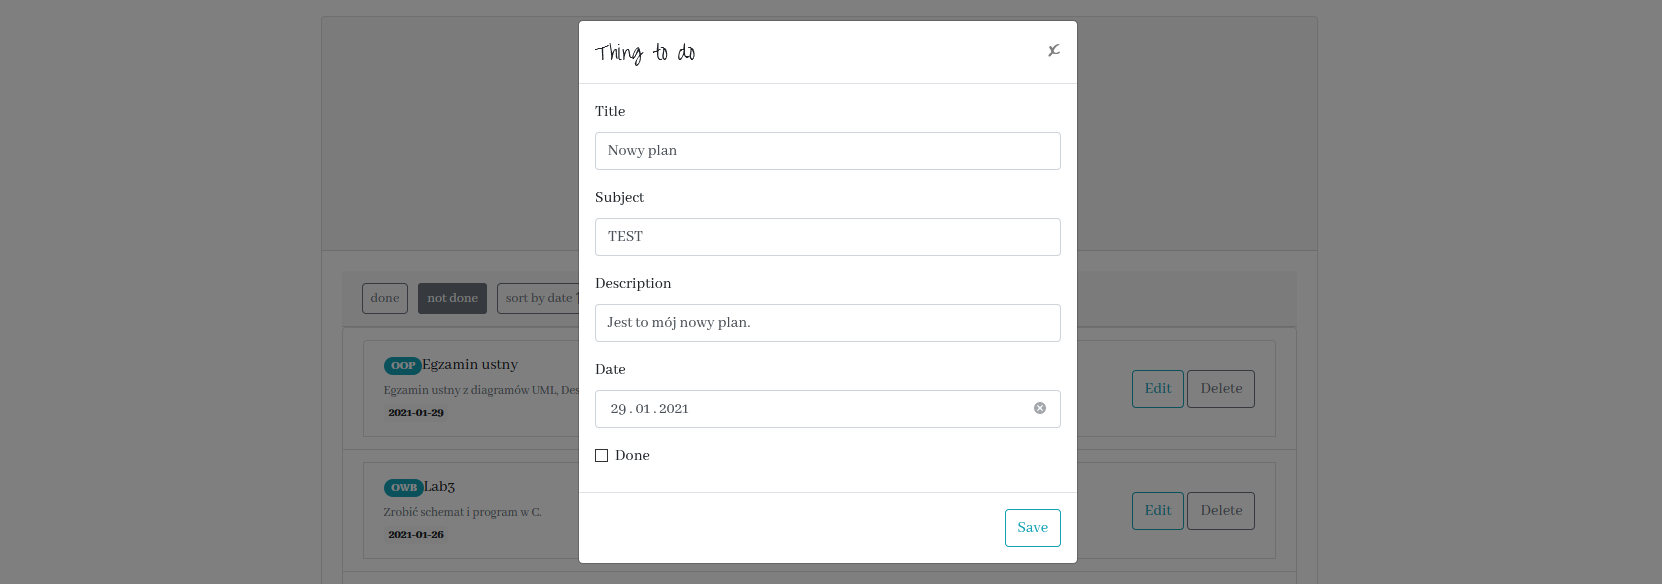 Thing to do
Title
Nowy plan
Subject
TEST
Description
Jest to mój nowy plan.
Date
29 . 01 . 2021
Done
Save
done
not done
sort by date
OOP Egzamin ustny
Egzamin ustny z diagramów UML,
2021-01-29
Edit
Delete
OWB Lab3
Zrobić schemat i program w C.
2021-01-26
Edit
Delete